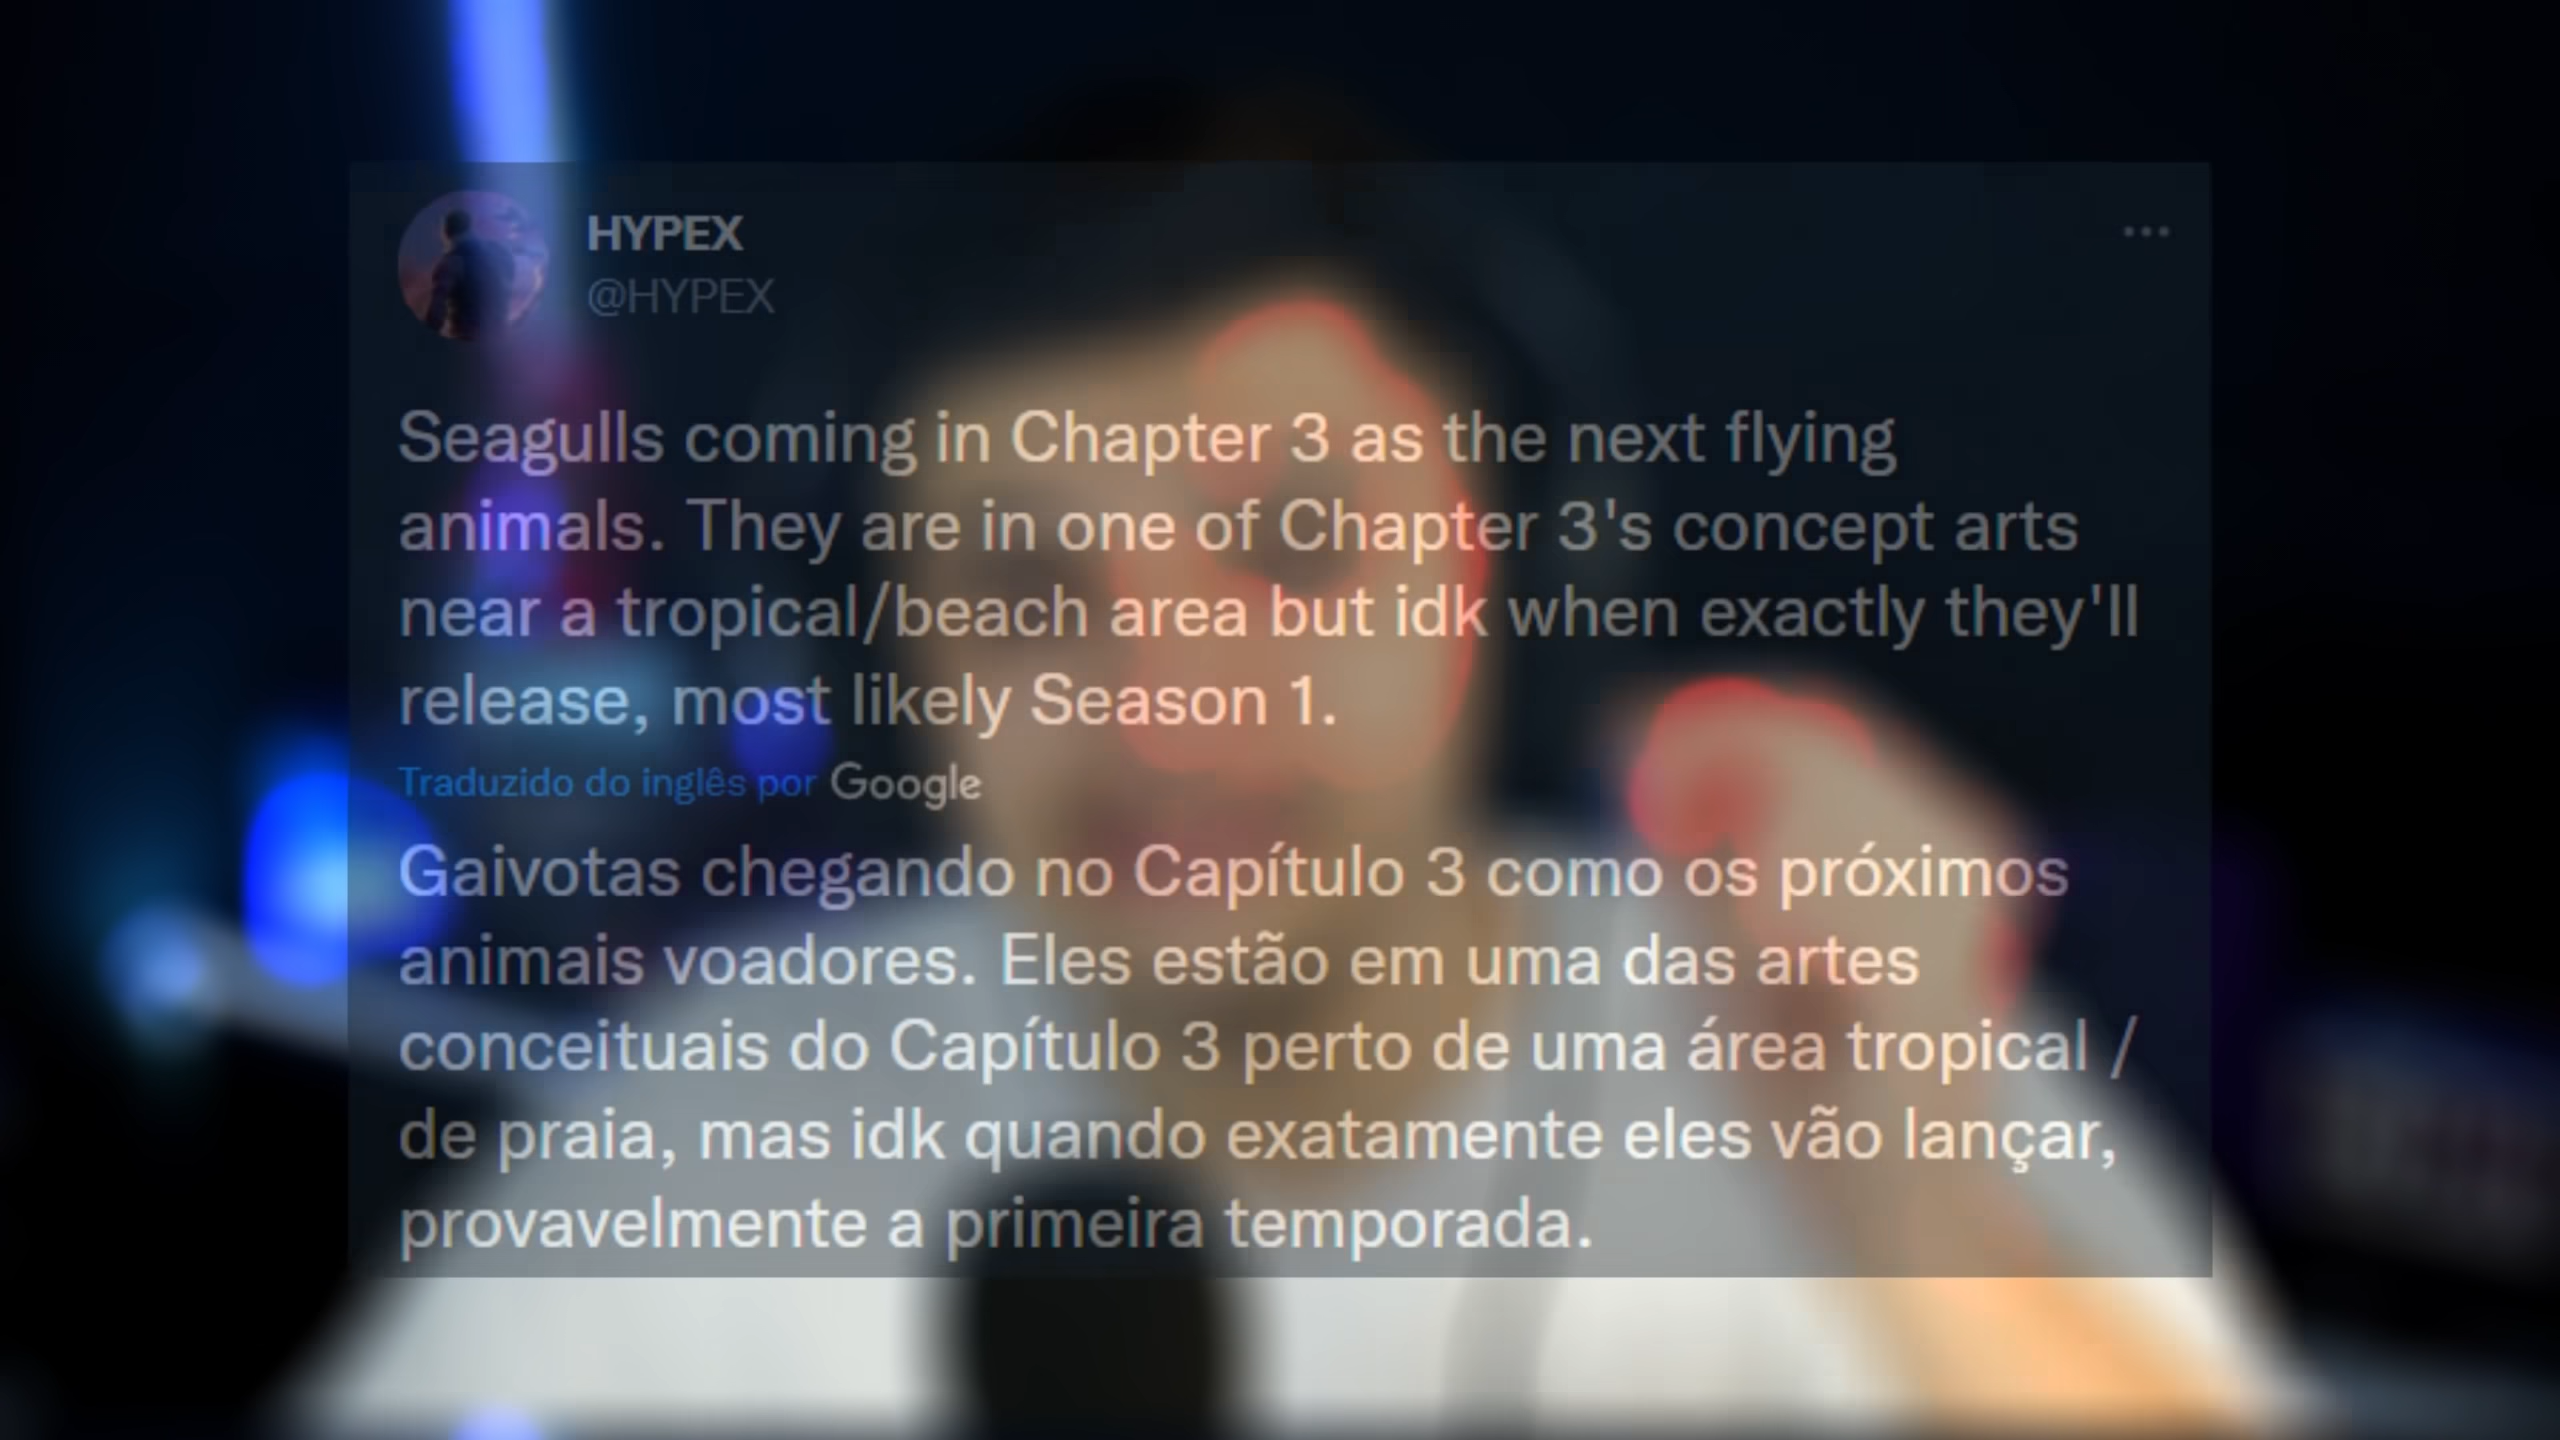 HYPEX
@HYPEX
Seagulls coming in Chapter 3 as the next flying
animals. They are in one of Chapter 3's concept arts
near a tropical/beach area but idk when exactly they'll
release, most likely Season 1.
Traduzido do inglês por Google
Gaivotas chegando no Capítulo 3 como os próximos
animais voadores. Eles estão em uma das artes
conceituais do Capítulo 3 perto de uma área tropical /
de praia, mas idk quando exatamente eles vão lançar,
provavelmente a primeira temporada.